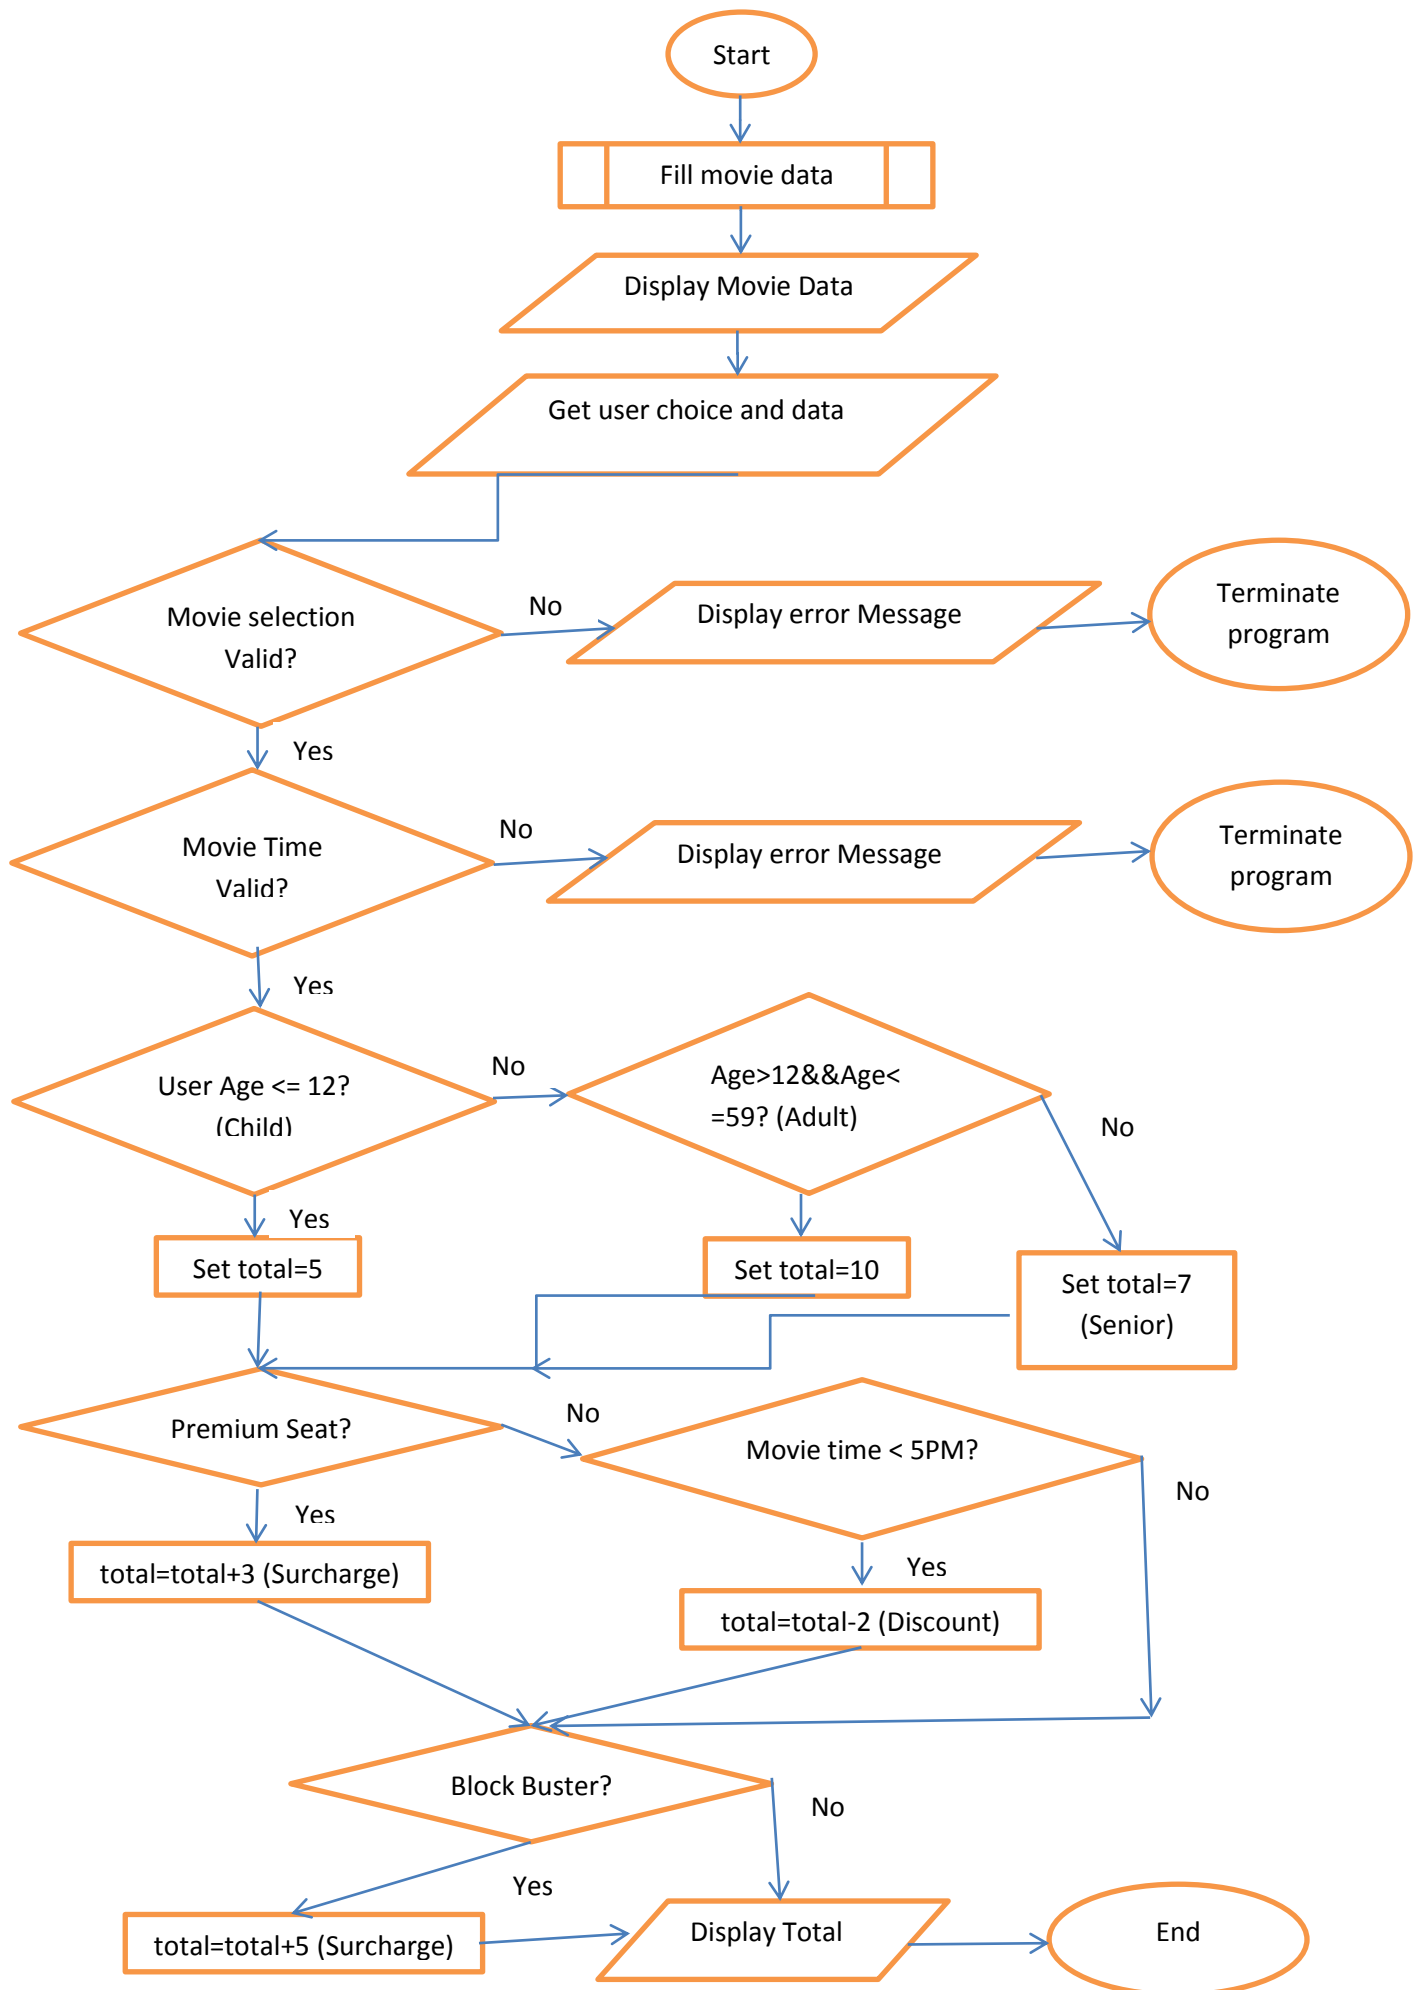 Start
Fill movie data
Display Movie Data
Get user choice and data
Movie selection
Valid?
No
Display error Message
Terminate
program
Yes
Movie Time
Valid?
No
Display error Message
Terminate
program
Yes
User Age <= 12?
(Child)
No
Age>12&&Age<
=59? (Adult)
No
Yes
Set total=5
Set total=10
Set total=7
(Senior)
Premium Seat?
No
Movie time < 5PM?
No
Yes
total=total+3 (Surcharge)
Yes
total=total-2 (Discount)
Block Buster?
No
Yes
total=total+5 (Surcharge)
Display Total
End